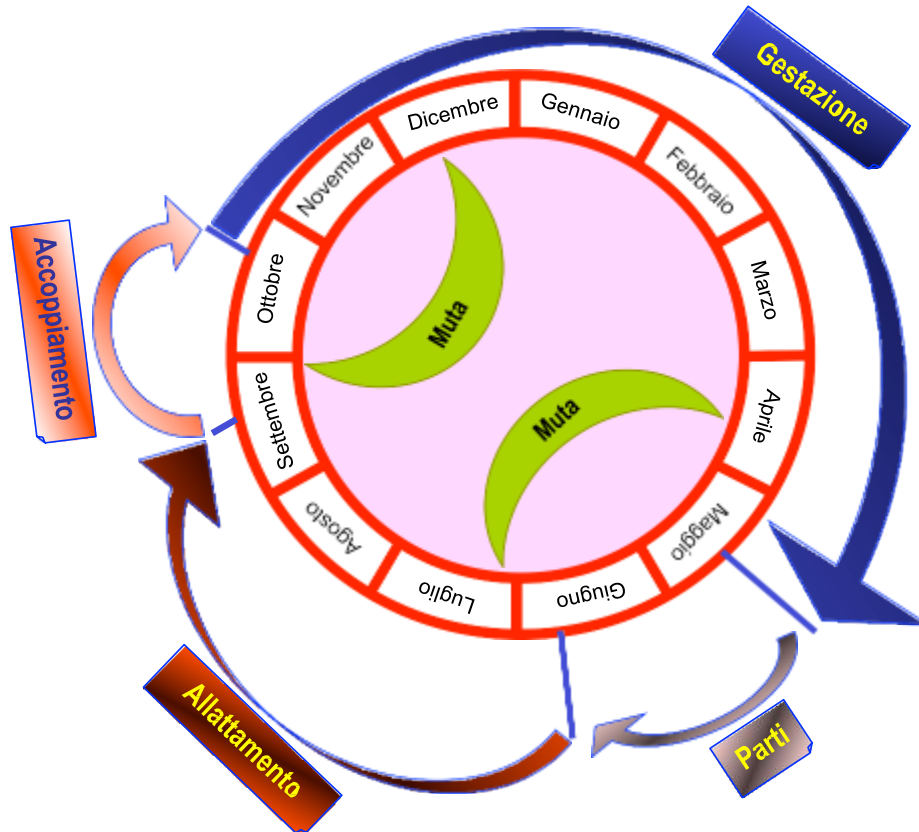 Gestazione
Gennaio
Febbraio
Marzo
Aprile
Maggio
Giugno
Luglio
Agosto
Settembre
Ottobre
Novembre
Dicembre
Muta
Muta
Accoppiamento
Allattamento
Parti